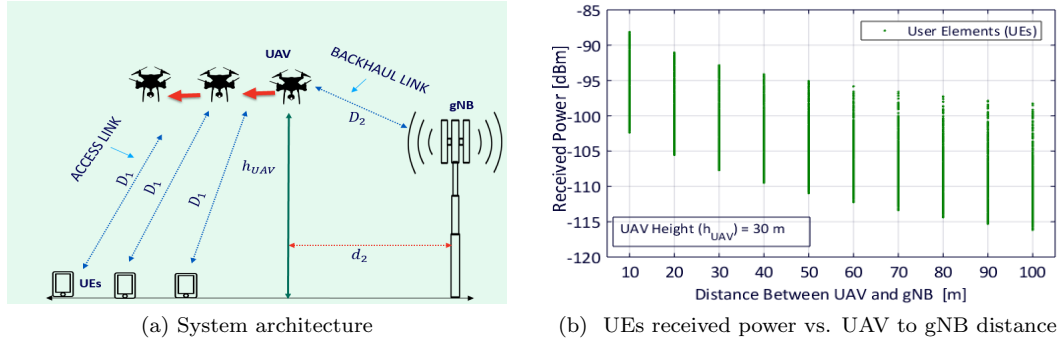 UAV
BACKHAUL LINK
gNB
D₂
ACCESS LINK
D₁
D₁
D₁
h_UAV
d₂
UEs
(a) System architecture
User Elements (UEs)
Received Power [dBm]
-85
-90
-95
-100
-105
-110
-115
-120
UAV Height (h_UAV) = 30 m
10 20 30 40 50 60 70 80 90 100
Distance Between UAV and gNB [m]
(b) UEs received power vs. UAV to gNB distance